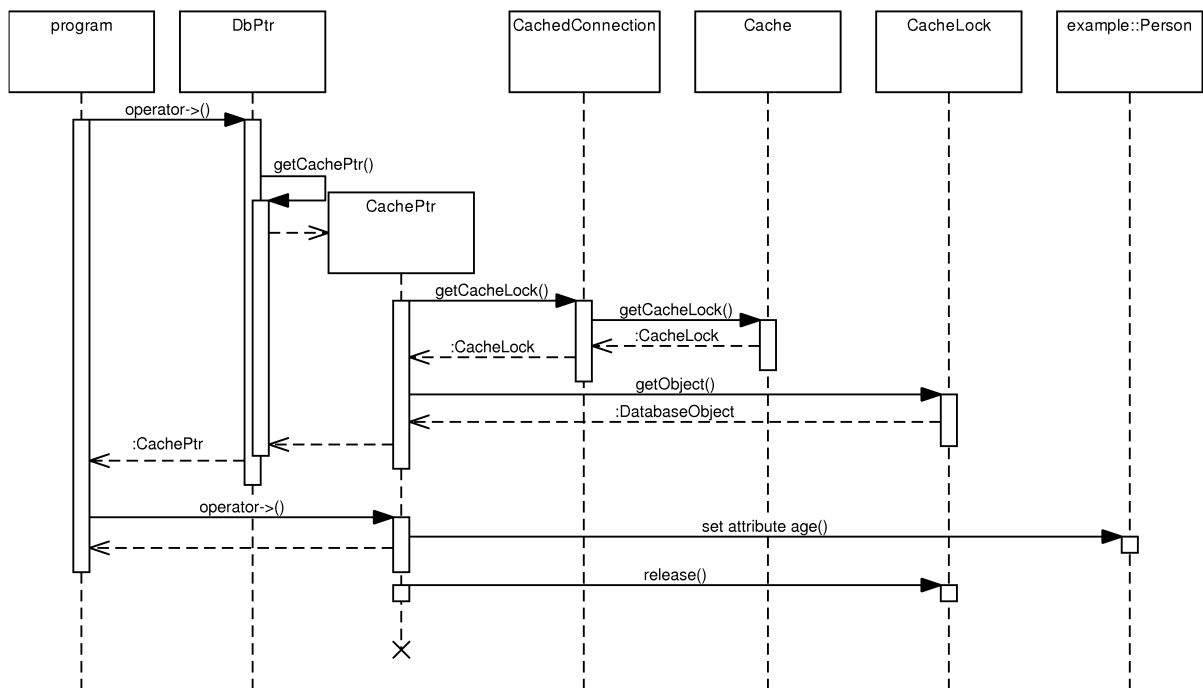 program
DbPtr
CachedConnection
Cache
CacheLock
example::Person
operator->()
getCachePtr()
CachePtr
getCacheLock()
getCacheLock()
:CacheLock
:CacheLock
getObject()
:DatabaseObject
:CachePtr
operator->()
set attribute age()
release()